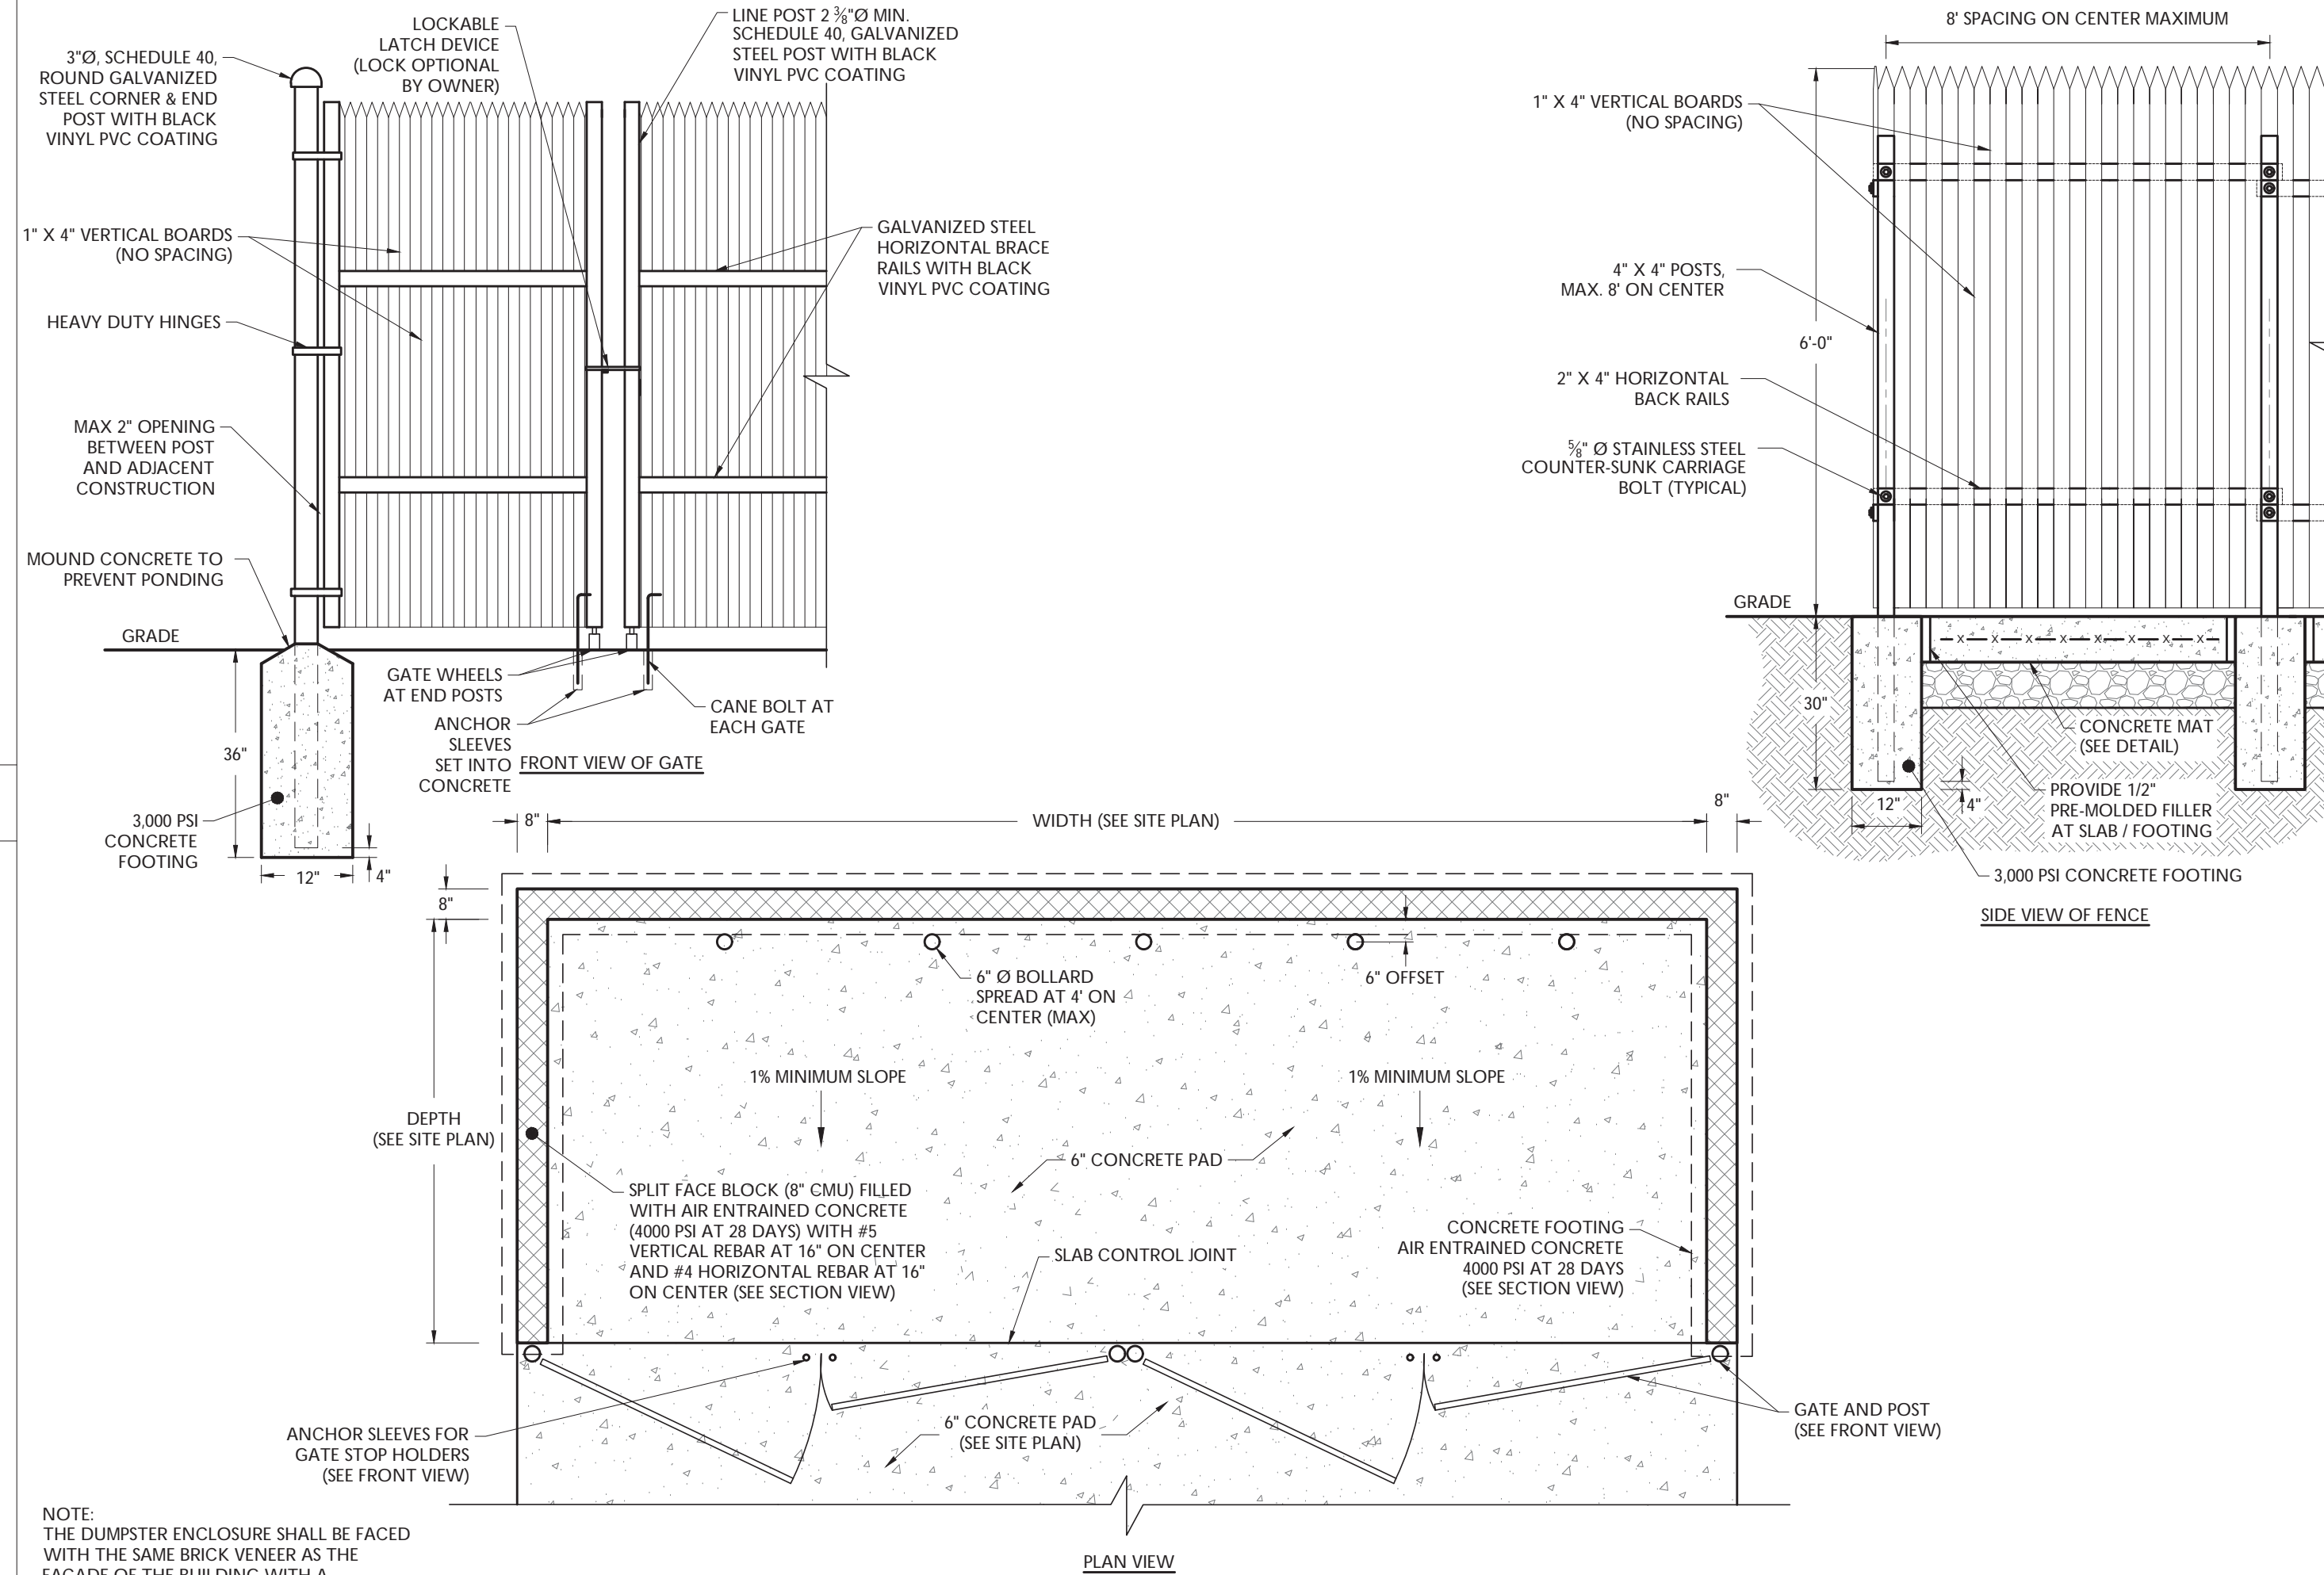 3"Ø, SCHEDULE 40,
ROUND GALVANIZED
STEEL CORNER & END
POST WITH BLACK
VINYL PVC COATING
LOCKABLE
LATCH DEVICE
(LOCK OPTIONAL
BY OWNER)
LINE POST 2 3⁄8"Ø MIN.
SCHEDULE 40, GALVANIZED
STEEL POST WITH BLACK
VINYL PVC COATING
1" X 4" VERTICAL BOARDS
(NO SPACING)
GALVANIZED STEEL
HORIZONTAL BRACE
RAILS WITH BLACK
VINYL PVC COATING
HEAVY DUTY HINGES
MAX 2" OPENING
BETWEEN POST
AND ADJACENT
CONSTRUCTION
MOUND CONCRETE TO
PREVENT PONDING
GRADE
36"
3,000 PSI
CONCRETE
FOOTING
12"
4"
GATE WHEELS
AT END POSTS
ANCHOR
SLEEVES
SET INTO
CONCRETE
CANE BOLT AT
EACH GATE
FRONT VIEW OF GATE
8' SPACING ON CENTER MAXIMUM
1" X 4" VERTICAL BOARDS
(NO SPACING)
4" X 4" POSTS,
MAX. 8' ON CENTER
6'-0"
2" X 4" HORIZONTAL
BACK RAILS
5⁄8" Ø STAINLESS STEEL
COUNTER-SUNK CARRIAGE
BOLT (TYPICAL)
GRADE
X X X X X X X X
30"
12"
4"
CONCRETE MAT
(SEE DETAIL)
PROVIDE 1/2"
PRE-MOLDED FILLER
AT SLAB / FOOTING
3,000 PSI CONCRETE FOOTING
SIDE VIEW OF FENCE
8"
WIDTH (SEE SITE PLAN)
8"
8"
6" Ø BOLLARD
SPREAD AT 4' ON
CENTER (MAX)
6" OFFSET
1% MINIMUM SLOPE
1% MINIMUM SLOPE
DEPTH
(SEE SITE PLAN)
6" CONCRETE PAD
SPLIT FACE BLOCK (8" CMU) FILLED
WITH AIR ENTRAINED CONCRETE
(4000 PSI AT 28 DAYS) WITH #5
VERTICAL REBAR AT 16" ON CENTER
AND #4 HORIZONTAL REBAR AT 16"
ON CENTER (SEE SECTION VIEW)
SLAB CONTROL JOINT
CONCRETE FOOTING
AIR ENTRAINED CONCRETE
4000 PSI AT 28 DAYS
(SEE SECTION VIEW)
ANCHOR SLEEVES FOR
GATE STOP HOLDERS
(SEE FRONT VIEW)
6" CONCRETE PAD
(SEE SITE PLAN)
GATE AND POST
(SEE FRONT VIEW)
PLAN VIEW
NOTE:
THE DUMPSTER ENCLOSURE SHALL BE FACED
WITH THE SAME BRICK VENEER AS THE
FACADE OF THE BUILDING WITH A